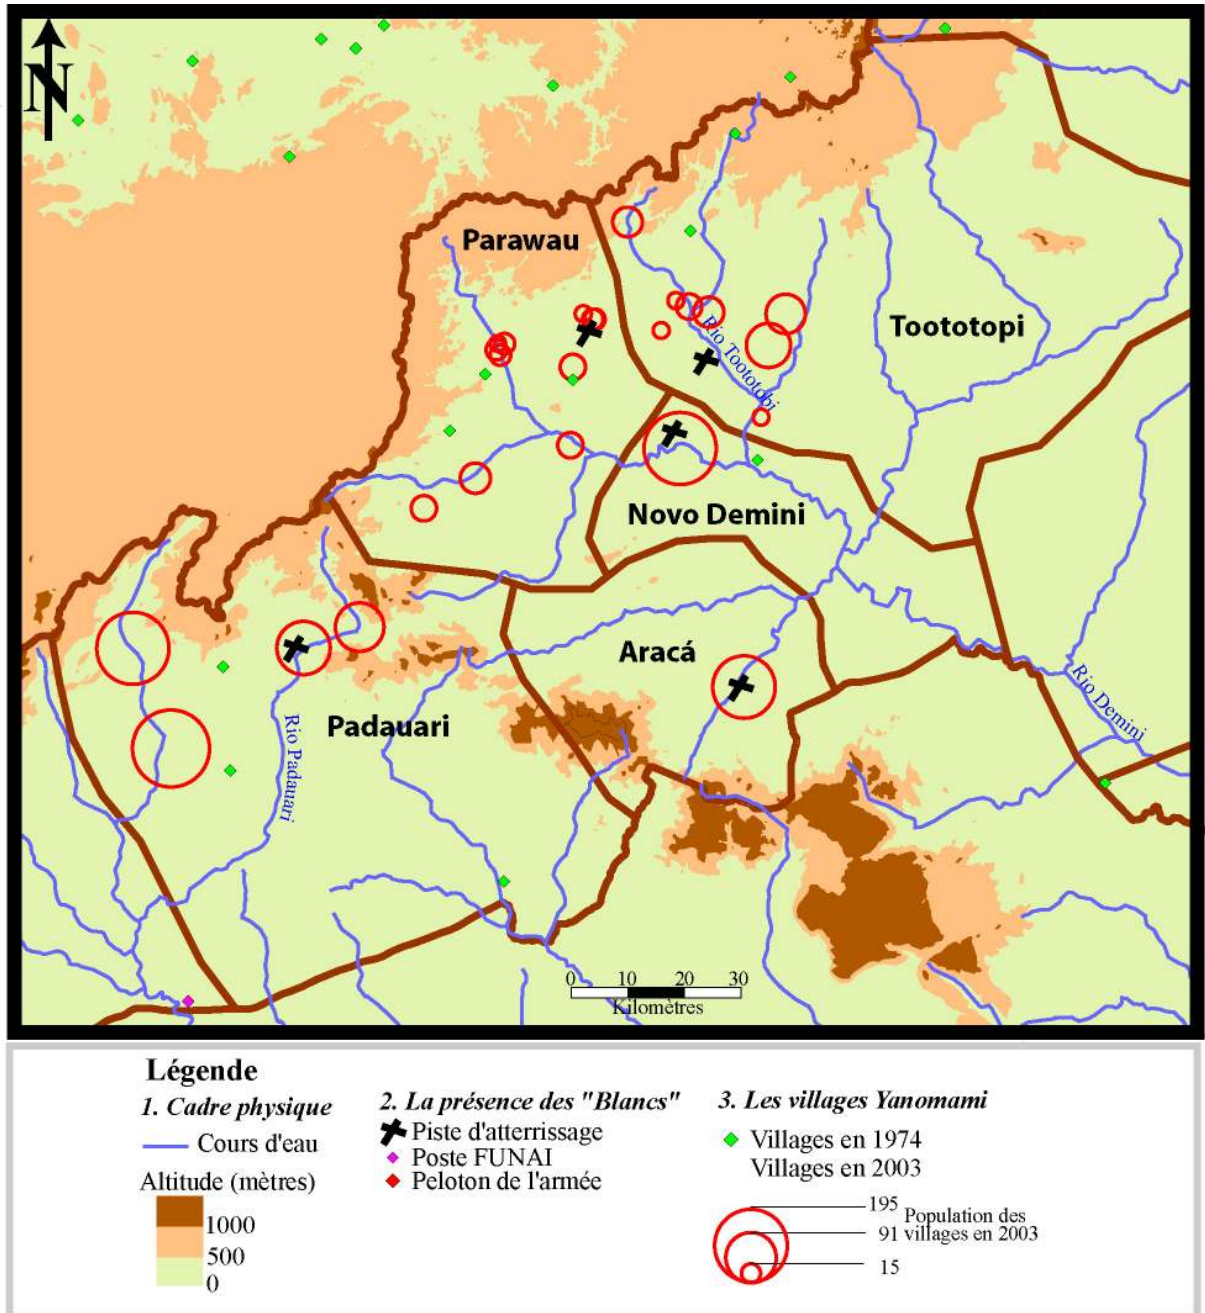 N
Parawau
Toototopi
Rio Toototobi
Novo Demini
Aracá
Padauari
Rio Padauari
Rio Demini
0 10 20 30
Kilomètres
Légende
1. Cadre physique
Cours d'eau
Altitude (mètres)
1000
500
0
2. La présence des "Blancs"
Piste d'atterrissage
Poste FUNAI
Peloton de l'armée
3. Les villages Yanomami
Villages en 1974
Villages en 2003
195
91
15
Population des
villages en 2003